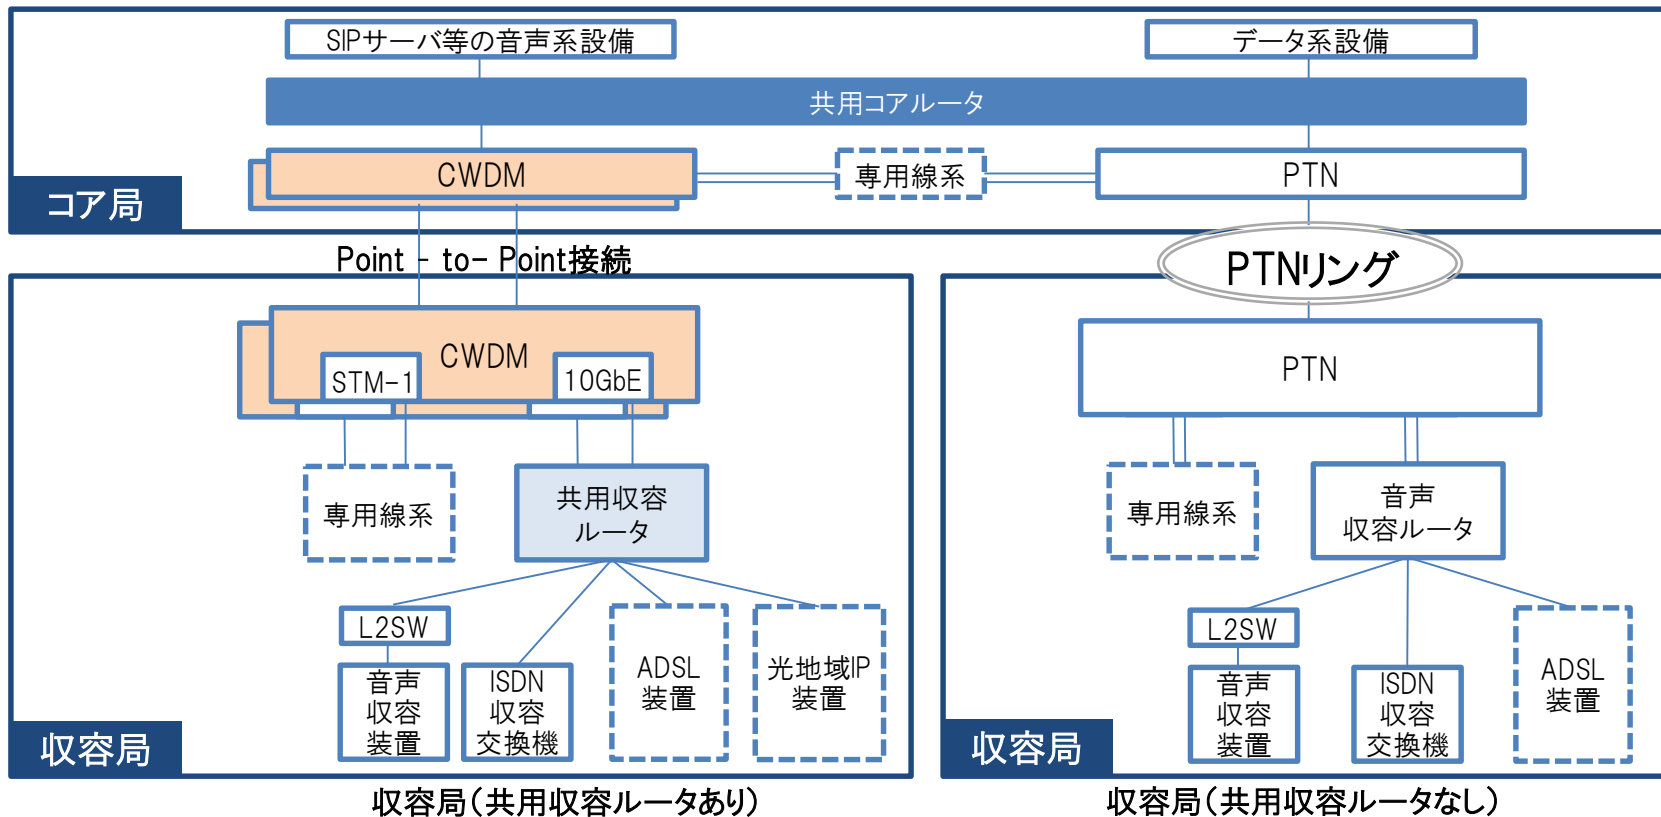 SIPサーバ等の音声系設備
データ系設備
共用コアルータ
CWDM
専用線系
PTN
コア局
Point - to- Point接続
PTNリング
CWDM
STM-1
10GbE
専用線系
共用収容
ルータ
L2SW
音声
収容
装置
ISDN
収容
交換機
ADSL
装置
光地域IP
装置
収容局
収容局(共用収容ルータあり)
PTN
専用線系
音声
収容ルータ
L2SW
音声
収容
装置
ISDN
収容
交換機
ADSL
装置
収容局
収容局(共用収容ルータなし)